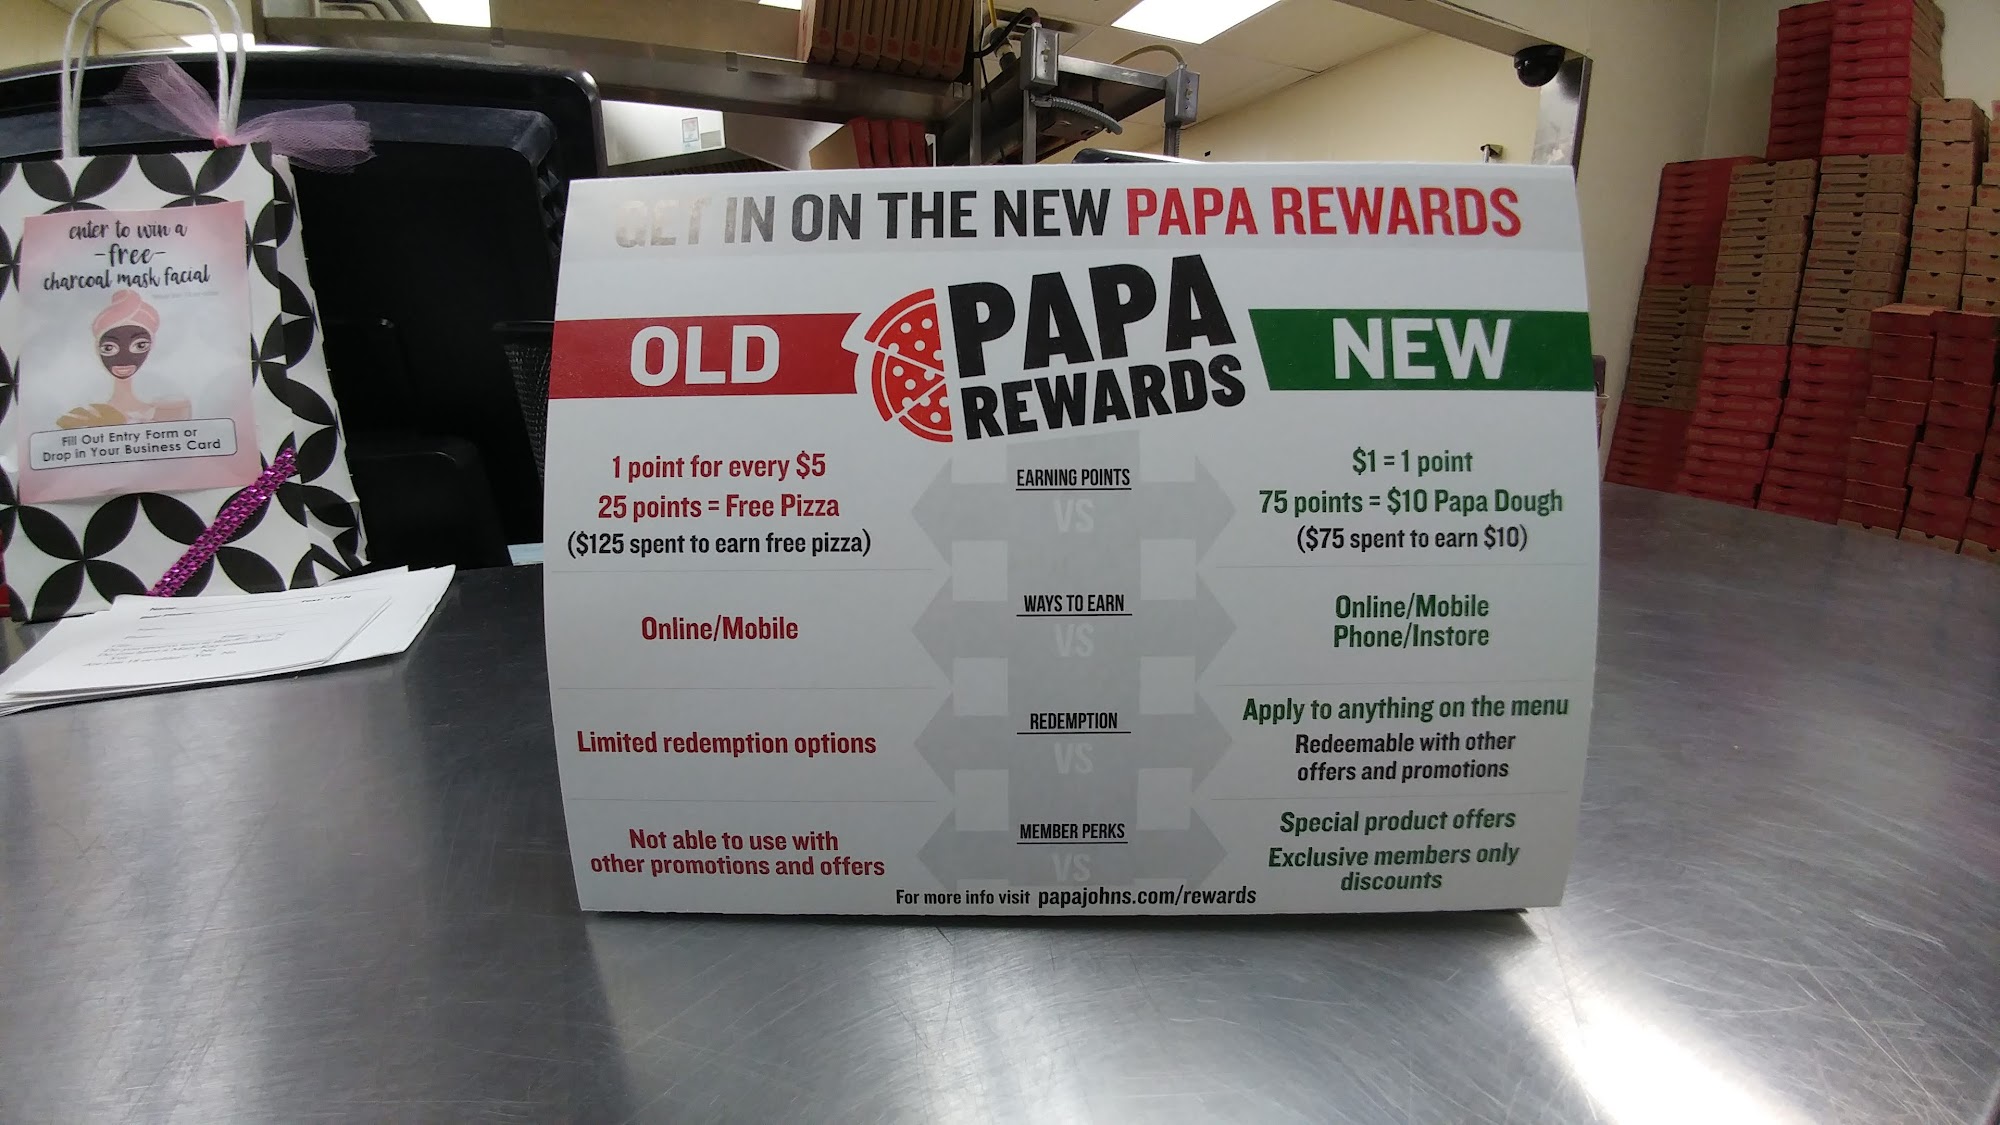 enter to win a
-free-
charcoal mask facial
Fill Out Entry Form or
Drop in Your Business Card
GET IN ON THE NEW PAPA REWARDS
OLD
PAPA
REWARDS
NEW
1 point for every $5
25 points = Free Pizza
($125 spent to earn free pizza)
EARNING POINTS
VS
$1 = 1 point
75 points = $10 Papa Dough
($75 spent to earn $10)
Online/Mobile
WAYS TO EARN
VS
Online/Mobile
Phone/Instore
Limited redemption options
REDEMPTION
VS
Apply to anything on the menu
Redeemable with other
offers and promotions
Not able to use with
other promotions and offers
MEMBER PERKS
VS
Special product offers
Exclusive members only
discounts
For more info visit papajohns.com/rewards